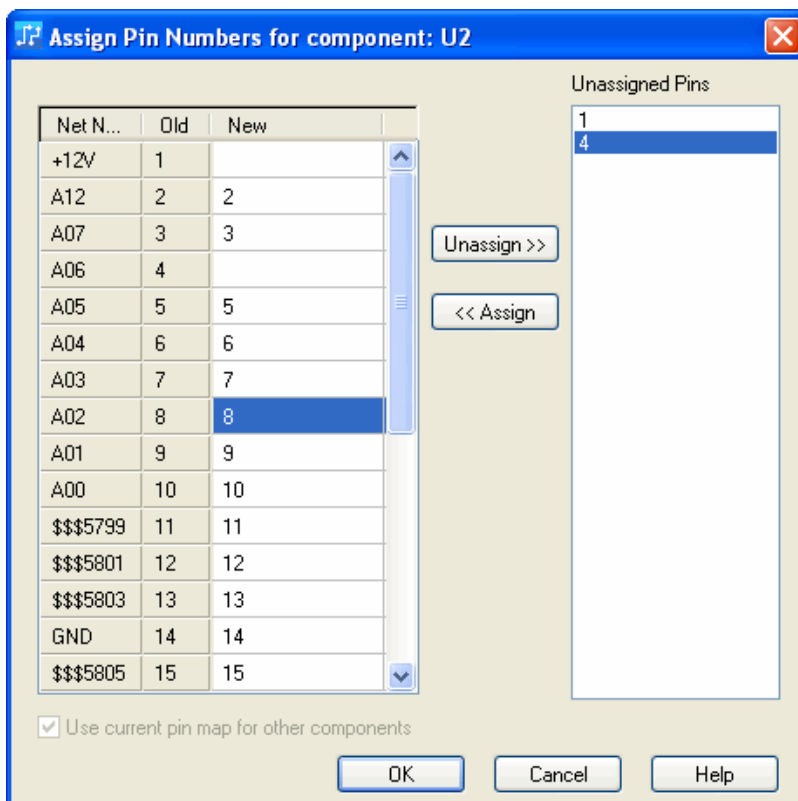 Assign Pin Numbers for component: U2
Unassigned Pins
Net N... Old New
+12V 1
A12 2 2
A07 3 3
A06 4
A05 5 5
A04 6 6
A03 7 7
A02 8 8
A01 9 9
A00 10 10
$$$5799 11 11
$$$5801 12 12
$$$5803 13 13
GND 14 14
$$$5805 15 15
Unassign >>
<< Assign
1
4
Use current pin map for other components
OK Cancel Help